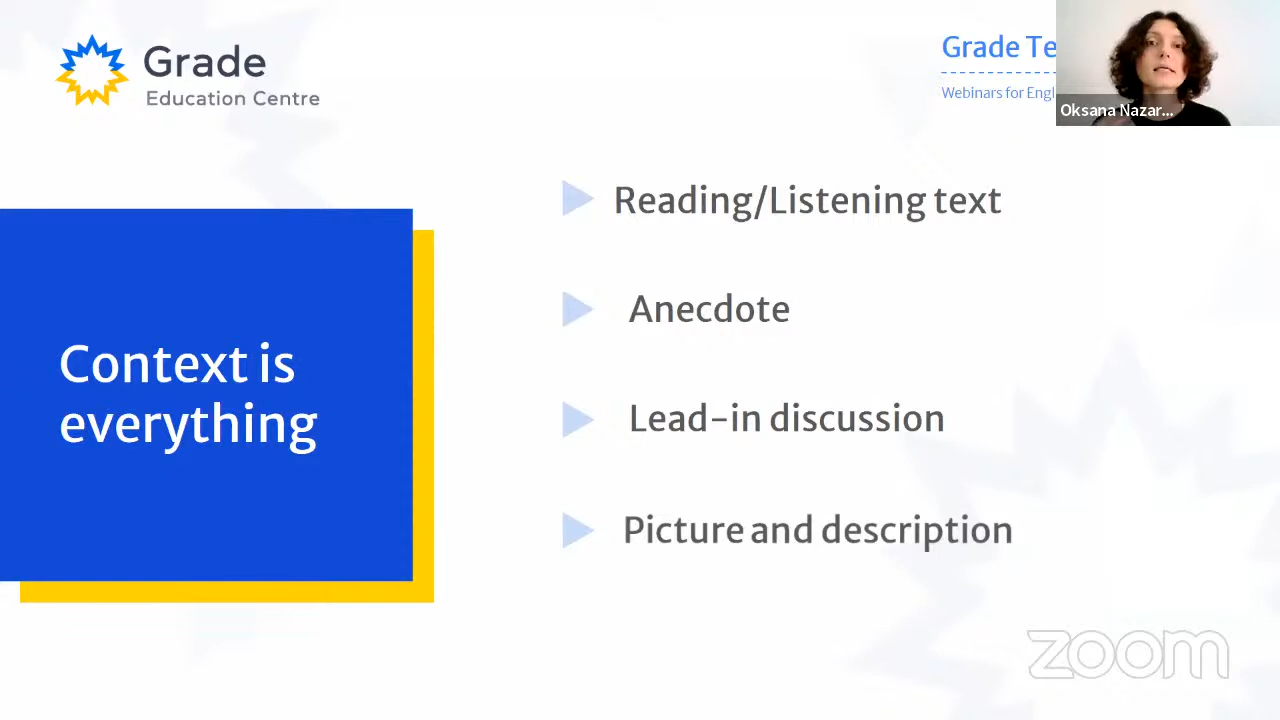 Grade
Education Centre
Grade Te
Webinars for Engl
Oksana Nazar...
Reading/Listening text
Anecdote
Lead-in discussion
Picture and description
Context is
everything
zoom